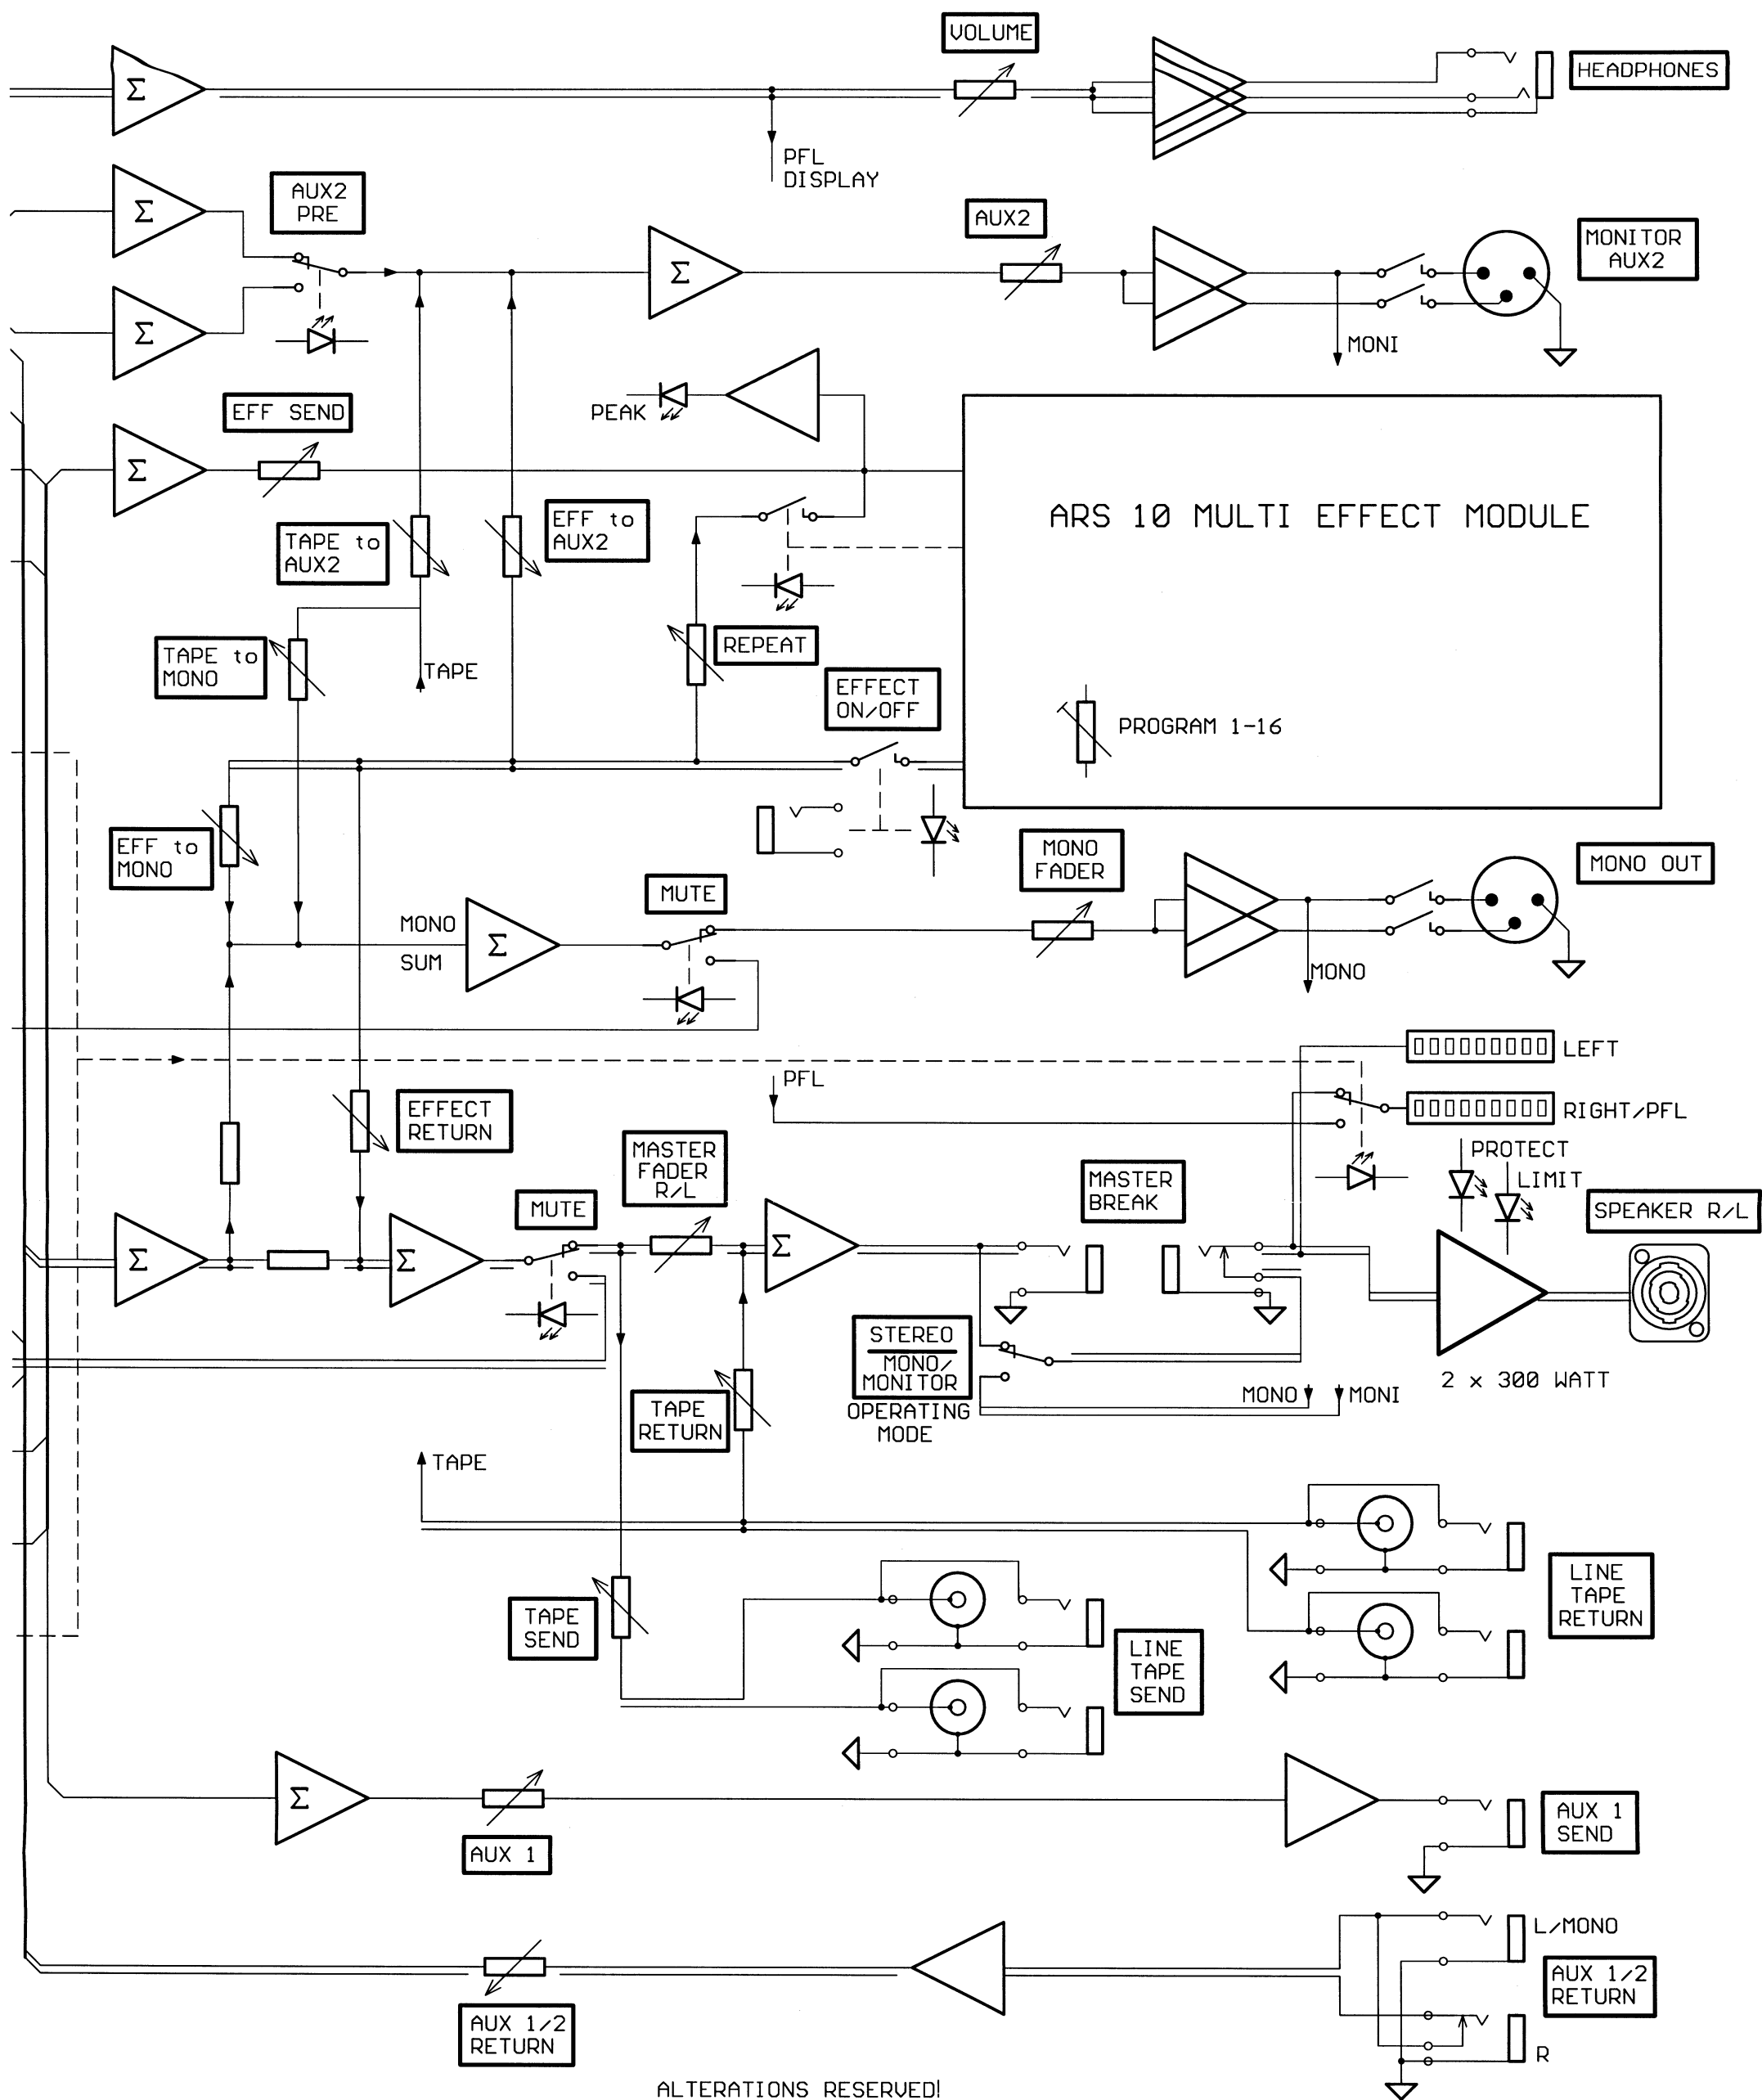 VOLUME
HEADPHONES
Σ
PFL
DISPLAY
AUX2
PRE
Σ
AUX2
MONITOR
AUX2
Σ
Σ
MONI
EFF SEND
PEAK
Σ
ARS 10 MULTI EFFECT MODULE
TAPE to
AUX2
EFF to
AUX2
TAPE to
MONO
TAPE
REPEAT
EFFECT
ON/OFF
PROGRAM 1-16
EFF to
MONO
MONO
FADER
MONO OUT
MUTE
MONO
SUM
Σ
MONO
LEFT
PFL
RIGHT/PFL
EFFECT
RETURN
MASTER
FADER
R/L
MASTER
BREAK
PROTECT
LIMIT
SPEAKER R/L
MUTE
Σ
Σ
Σ
STEREO
MONO/
MONITOR
OPERATING
MODE
MONO
MONI
2 x 300 WATT
TAPE
RETURN
TAPE
LINE
TAPE
RETURN
TAPE
SEND
LINE
TAPE
SEND
Σ
AUX 1
AUX 1
SEND
L/MONO
AUX 1/2
RETURN
AUX 1/2
RETURN
R
ALTERATIONS RESERVED!